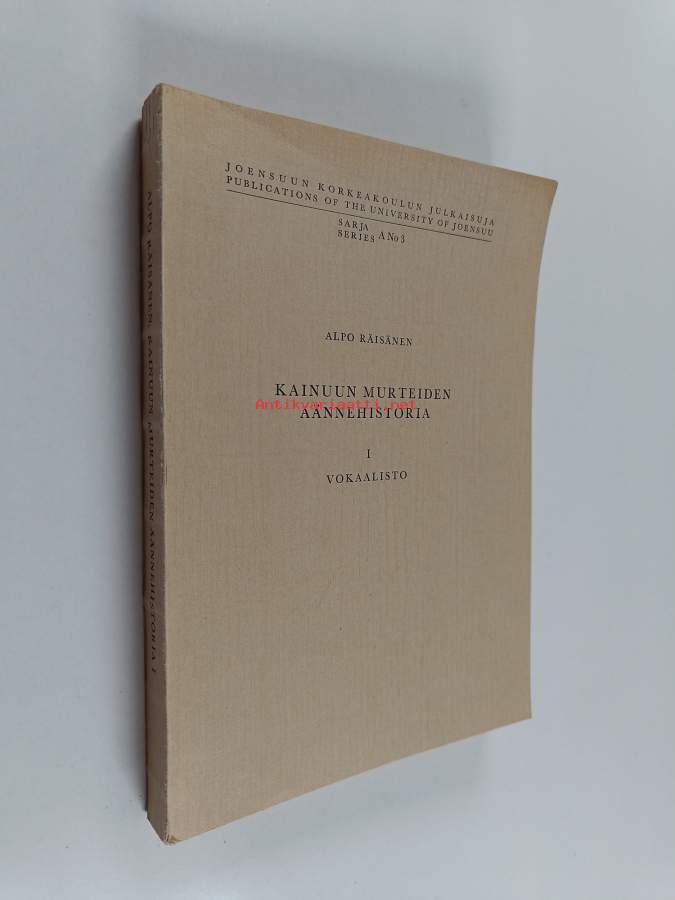 JOENSUUN KORKEAKOULUN JULKAISUJA
PUBLICATIONS OF THE UNIVERSITY OF JOENSUU
SARJA
SERIES A No 3
ALPO RÄISÄNEN
KAINUUN MURTEIDEN
Antikvariaatti.net
ÄÄNNEHISTORIA
I
VOKAALISTO
ALPO RÄISÄNEN: KAINUUN MURTEIDEN ÄÄNNEHISTORIA I